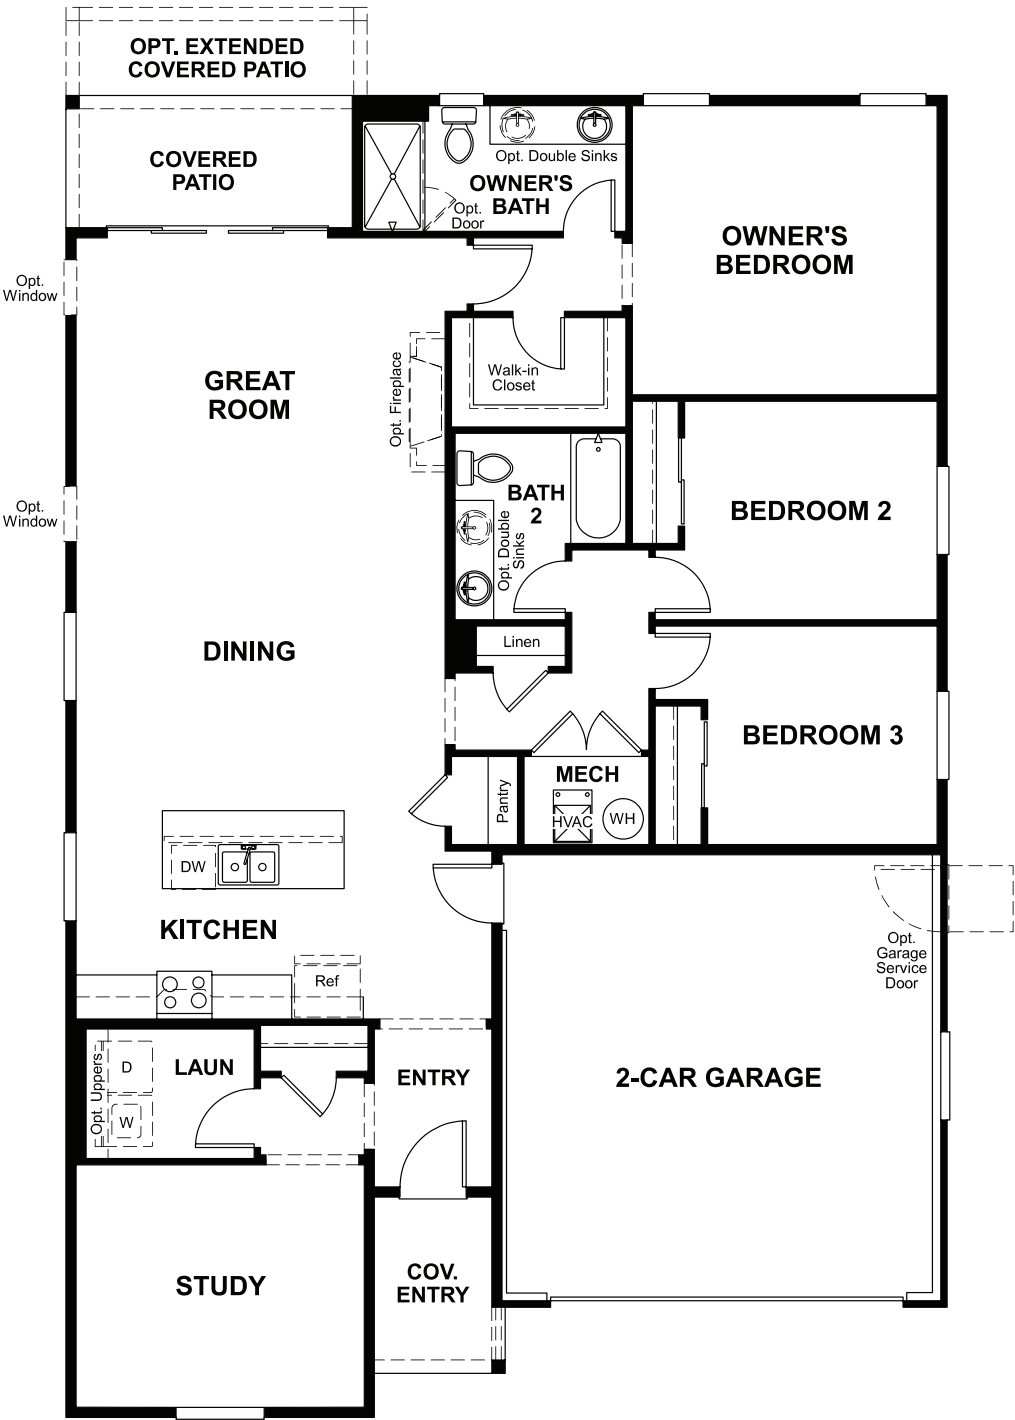 OPT. EXTENDED
COVERED PATIO
COVERED
PATIO
Opt. Double Sinks
OWNER'S
BATH
Opt.
Door
OWNER'S
BEDROOM
Opt.
Window
GREAT
ROOM
Opt. Fireplace
Walk-in
Closet
Opt.
Window
BATH
2
Opt. Double
Sinks
BEDROOM 2
DINING
Linen
BEDROOM 3
MECH
Pantry
HVAC
WH
DW
KITCHEN
Ref
Opt.
Garage
Service
Door
Opt. Uppers
D
W
LAUN
ENTRY
2-CAR GARAGE
STUDY
COV.
ENTRY